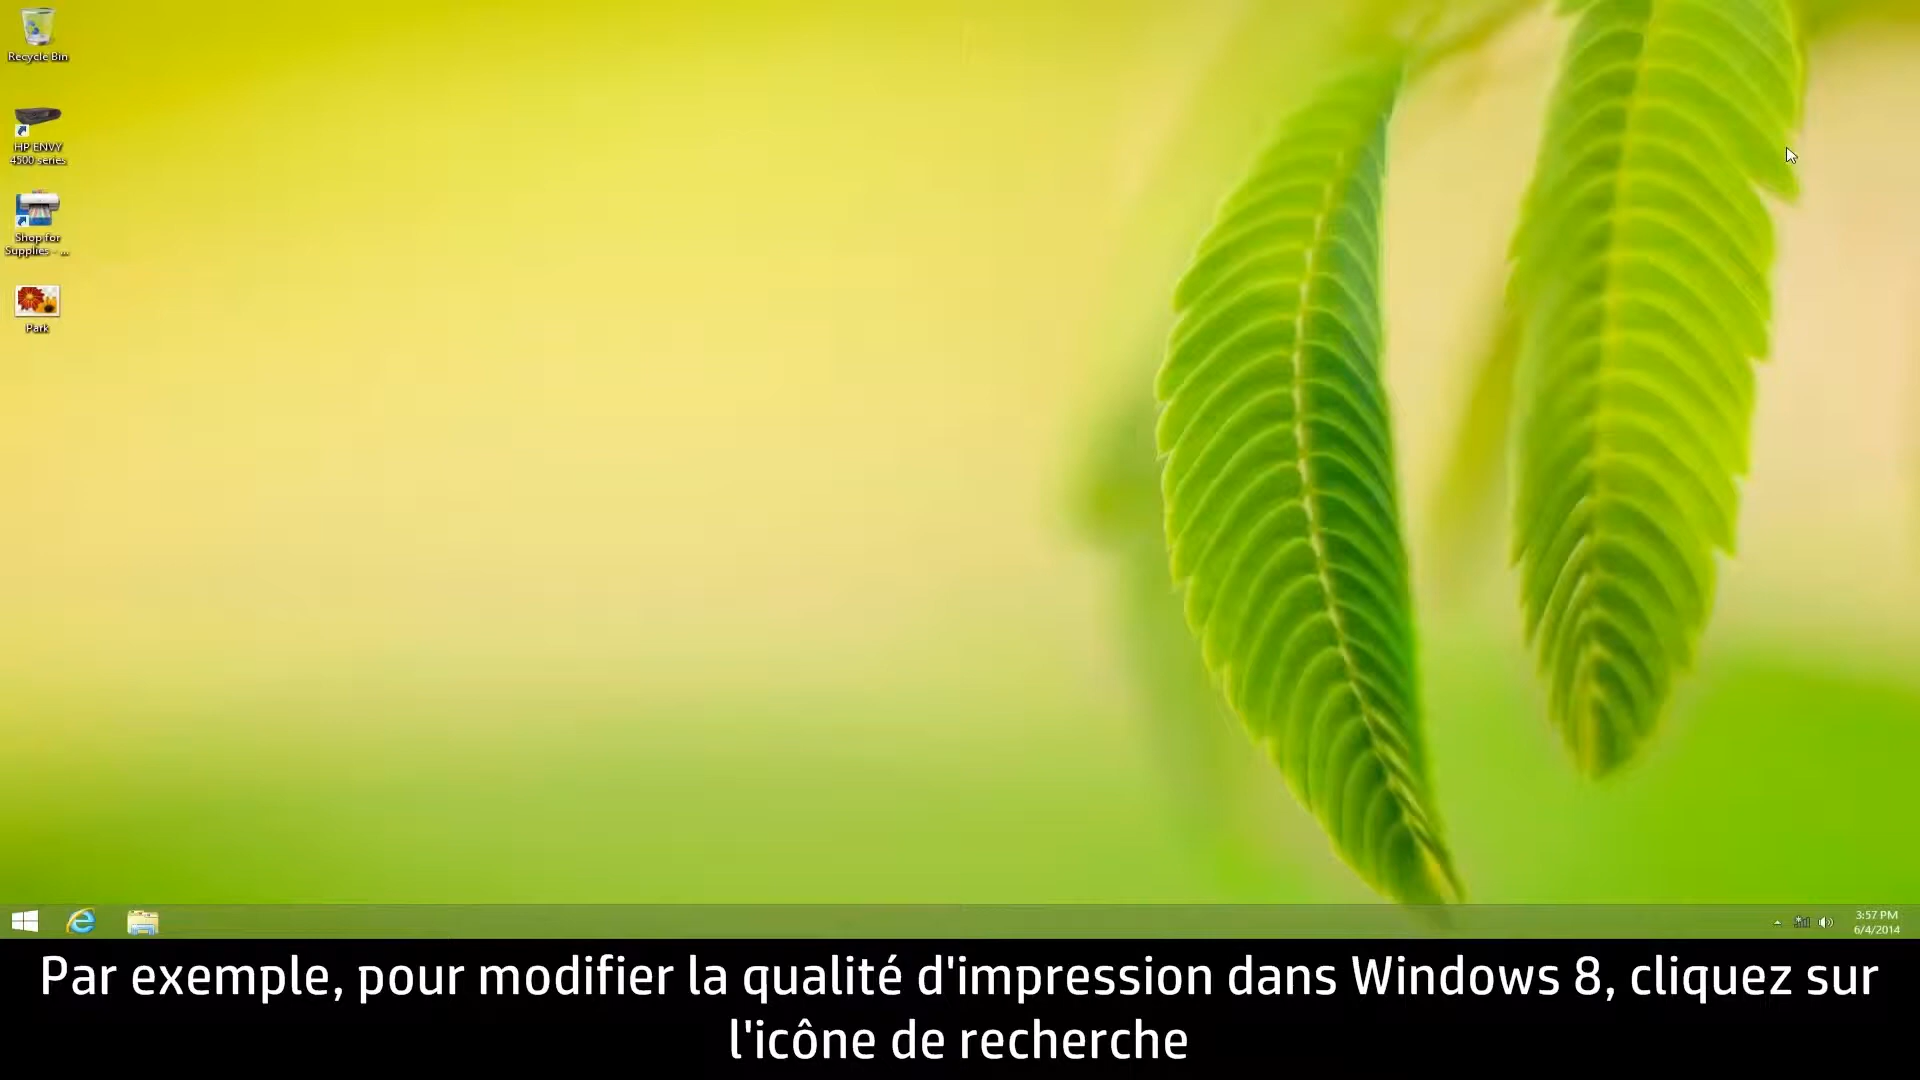 Recycle Bin
HP ENVY
4500 series
Shop for
Supplies - ...
Park
3:57 PM
6/4/2014
Par exemple, pour modifier la qualité d'impression dans Windows 8, cliquez sur
l'icône de recherche